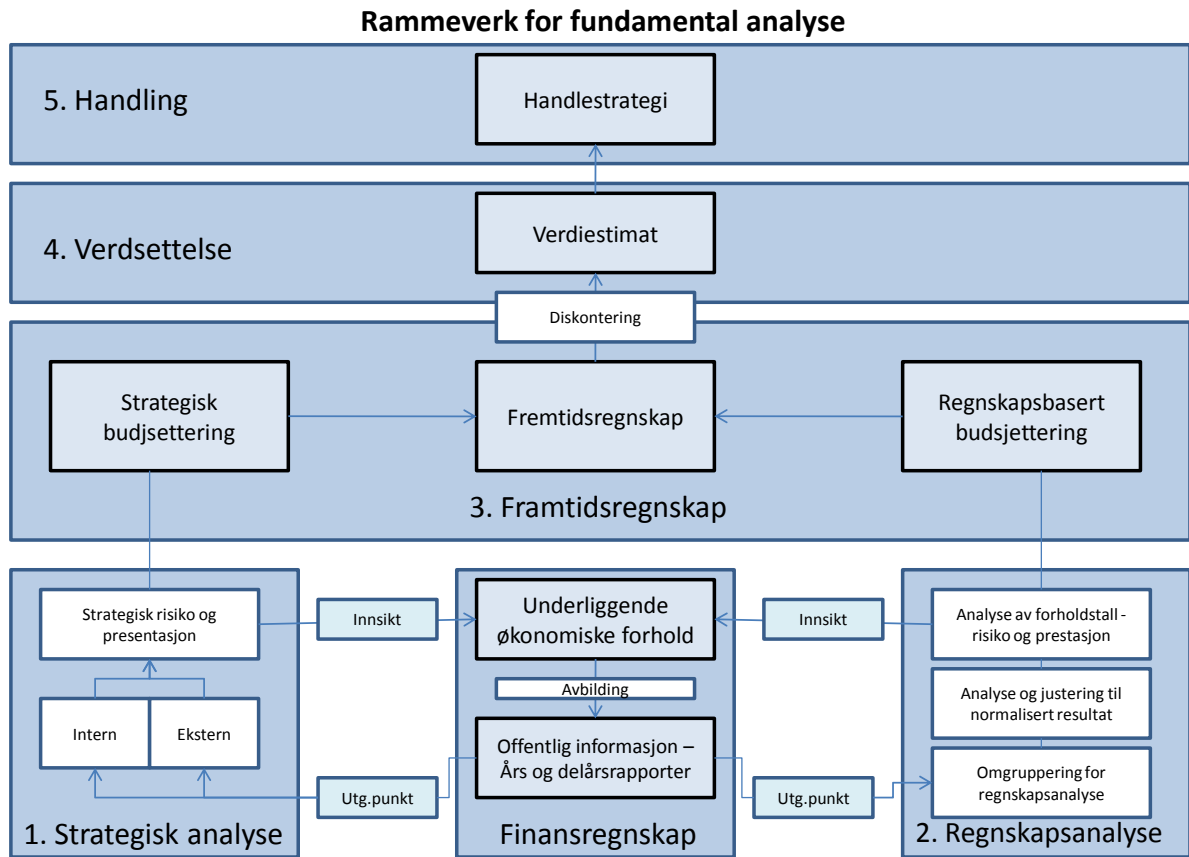 Rammeverk for fundamental analyse
5. Handling
Handlestrategi
4. Verdsettelse
Verdiestimat
Diskontering
Strategisk
budjsettering
Fremtidsregnskap
Regnskapsbasert
budsjettering
3. Framtidsregnskap
Strategisk risiko og
presentasjon
Innsikt
Underliggende
økonomiske forhold
Innsikt
Analyse av forholdstall -
risiko og prestasjon
Avbilding
Analyse og justering til
normalisert resultat
Intern
Ekstern
Offentlig informasjon –
Års og delårsrapporter
Omgruppering for
regnskapsanalyse
Utg.punkt
Utg.punkt
1. Strategisk analyse
Finansregnskap
2. Regnskapsanalyse